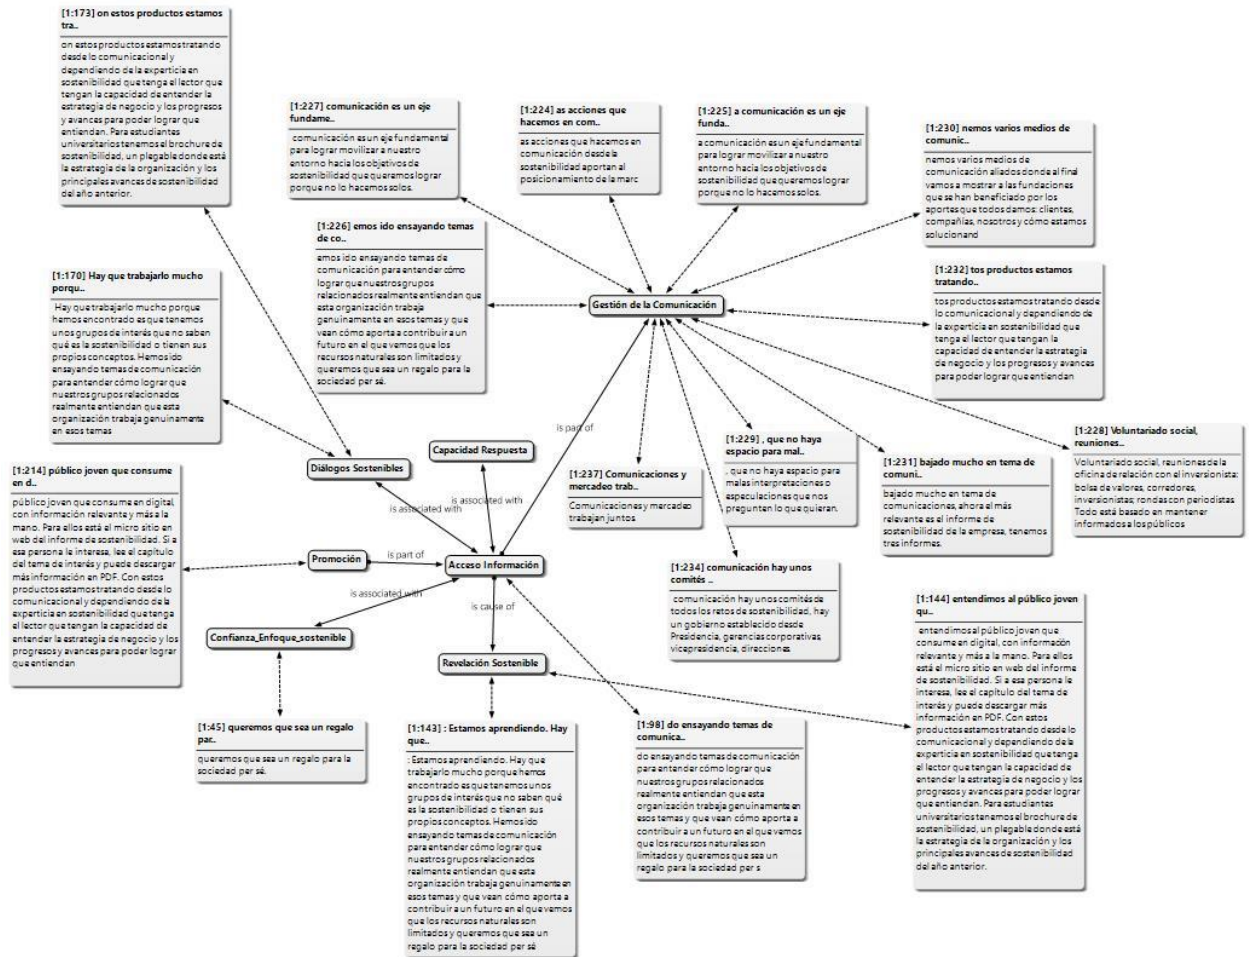 [1:173] on estos productos estamos
tra..
on estos productos estamos tratando
desde lo comunicacional y
dependiendo de la experticia en
sostenibilidad que tenga el lector que
tengan la capacidad de entender la
estrategia de negocio y los progresos
y avances para poder lograr que
entiendan. Para estudiantes
universitarios tenemos el brochure de
sostenibilidad, un plegable donde está
la estrategia de la organización y los
principales avances de sostenibilidad
del año anterior.
[1:227] comunicación es un eje
fundame..
comunicación es un eje fundamental
para lograr movilizar a nuestro
entorno hacia los objetivos de
sostenibilidad que queremos lograr
porque no lo hacemos solos.
[1:224] as acciones que
hacemos en com..
as acciones que hacemos en
comunicación desde la
sostenibilidad aportan al
posicionamiento de la marc
[1:225] a comunicación es un eje
funda..
a comunicación es un eje fundamental
para lograr movilizar a nuestro
entorno hacia los objetivos de
sostenibilidad que queremos lograr
porque no lo hacemos solos.
[1:230] nemos varios medios de
comunic..
nemos varios medios de
comunicación aliados donde al final
vamos a mostrar a las fundaciones
que se han beneficiado por los
aportes que todos damos: clientes,
compañías, nosotros y cómo estamos
solucionand
[1:226] emos ido ensayando temas
de co..
emos ido ensayando temas de
comunicación para entender cómo
lograr que nuestros grupos
relacionados realmente entiendan que
esta organización trabaja
genuinamente en esos temas y que
vean cómo aporta a contribuir a un
futuro en el que vemos que los
recursos naturales son limitados y
queremos que sea un regalo para la
sociedad per sé.
[1:232] tos productos estamos
tratando..
tos productos estamos tratando desde
lo comunicacional y dependiendo de
la experticia en sostenibilidad que
tenga el lector que tengan la
capacidad de entender la estrategia
de negocio y los progresos y avances
para poder lograr que entiendan
Gestión de la Comunicación
[1:170] Hay que trabajarlo mucho
porqu..
Hay que trabajarlo mucho porque
hemos encontrado es que tenemos
unos grupos de interés que no saben
qué es la sostenibilidad o tienen sus
propios conceptos. Hemos ido
ensayando temas de comunicación
para entender cómo lograr que
nuestros grupos relacionados
realmente entiendan que esta
organización trabaja genuinamente
en esos temas
is part of
[1:237] Comunicaciones y
mercadeo trab..
Comunicaciones y mercadeo
trabajan juntos
[1:229] , que no haya
espacio para mal..
, que no haya espacio para
malas interpretaciones o
especulaciones que nos
pregunten lo que quieran.
[1:231] bajado mucho en tema de
comuni..
bajado mucho en tema de
comunicaciones, ahora el más
relevante es el informe de
sostenibilidad de la empresa, tenemos
tres informes.
[1:228] Voluntariado social,
reuniones..
Voluntariado social, reuniones de la
oficina de relación con el inversionista:
bolsa de valores, corredores,
inversionistas; rondas con periodistas
Todo está basado en mantener
informados a los públicos
Capacidad Respuesta
Diálogos Sostenibles
is associated with
is associated with
[1:214] público joven que consume
en d..
público joven que consume en digital,
con información relevante y más a la
mano. Para ellos está el micro sitio en
web del informe de sostenibilidad. Si a
esa persona le interesa, lee el capítulo
del tema de interés y puede descargar
más información en PDF. Con estos
productos estamos tratando desde lo
comunicacional y dependiendo de la
experticia en sostenibilidad que tenga
el lector que tengan la capacidad de
entender la estrategia de negocio y los
progresos y avances para poder lograr
que entiendan
Promoción
is part of
Acceso Información
is associated with
is cause of
Confianza_Enfoque_sostenible
Revelación Sostenible
[1:234] comunicación hay unos
comités ..
comunicación hay unos comités de
todos los retos de sostenibilidad, hay
un gobierno establecido desde
Presidencia, gerencias corporativas,
vicepresidencia, direcciones
[1:144] entendimos al público joven
qu..
entendimos al público joven que
consume en digital, con información
relevante y más a la mano. Para ellos
está el micro sitio en web del informe
de sostenibilidad. Si a esa persona le
interesa, lee el capítulo del tema de
interés y puede descargar más
información en PDF. Con estos
productos estamos tratando desde lo
comunicacional y dependiendo de la
experticia en sostenibilidad que tenga
el lector que tengan la capacidad de
entender la estrategia de negocio y los
progresos y avances para poder lograr
que entiendan. Para estudiantes
universitarios tenemos el brochure de
sostenibilidad, un plegable donde está
la estrategia de la organización y los
principales avances de sostenibilidad
del año anterior.
[1:45] queremos que sea un regalo
par..
queremos que sea un regalo para la
sociedad per sé.
[1:143] : Estamos aprendiendo. Hay
que..
: Estamos aprendiendo. Hay que
trabajarlo mucho porque hemos
encontrado es que tenemos unos
grupos de interés que no saben qué
es la sostenibilidad o tienen sus
propios conceptos. Hemos ido
ensayando temas de comunicación
para entender cómo lograr que
nuestros grupos relacionados
realmente entiendan que esta
organización trabaja genuinamente en
esos temas y que vean cómo aporta a
contribuir a un futuro en el que vemos
que los recursos naturales son
limitados y queremos que sea un
regalo para la sociedad per sé
[1:98] do ensayando temas de
comunica..
do ensayando temas de comunicación
para entender cómo lograr que
nuestros grupos relacionados
realmente entiendan que esta
organización trabaja genuinamente en
esos temas y que vean cómo aporta a
contribuir a un futuro en el que vemos
que los recursos naturales son
limitados y queremos que sea un
regalo para la sociedad per s